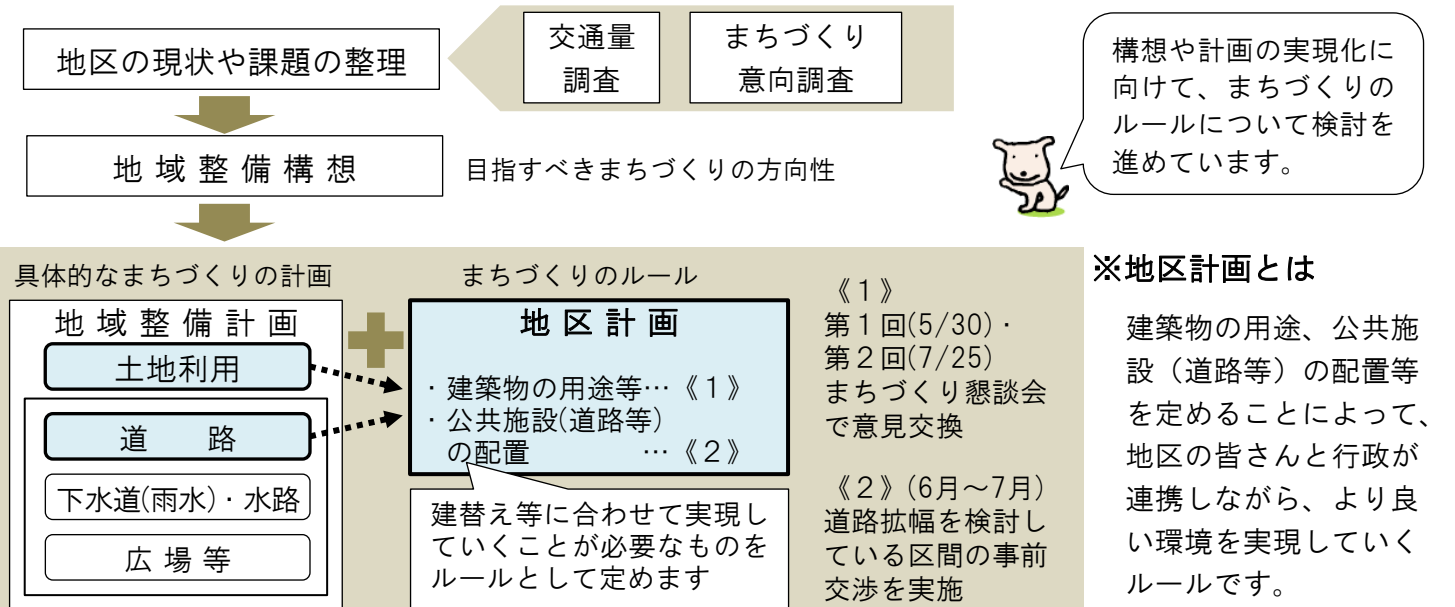 地区の現状や課題の整理
交通量
調査
まちづくり
意向調査
構想や計画の実現化に
向けて、まちづくりの
ルールについて検討を
進めています。
地域整備構想
目指すべきまちづくりの方向性
具体的なまちづくりの計画
地域整備計画
土地利用
道　　路
下水道(雨水)・水路
広場等
まちづくりのルール
地区計画
・建築物の用途等…《１》
・公共施設(道路等)
の配置　　　…《２》
建替え等に合わせて実現し
ていくことが必要なものを
ルールとして定めます
《１》
第１回(5/30)・
第２回(7/25)
まちづくり懇談会
で意見交換
《２》(6月～7月)
道路拡幅を検討し
ている区間の事前
交渉を実施
※地区計画とは
建築物の用途、公共施
設（道路等）の配置等
を定めることによって、
地区の皆さんと行政が
連携しながら、より良
い環境を実現していく
ルールです。